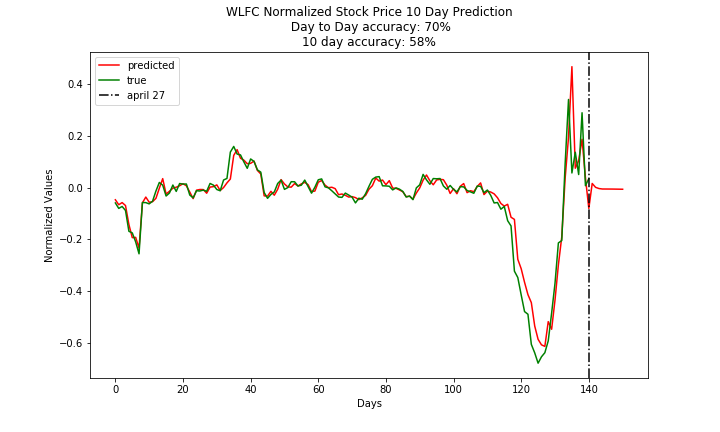 WLFC Normalized Stock Price 10 Day Prediction
Day to Day accuracy: 70%
10 day accuracy: 58%
predicted
true
april 27
Normalized Values
0.4
0.2
0.0
−0.2
−0.4
−0.6
0 20 40 60 80 100 120 140
Days